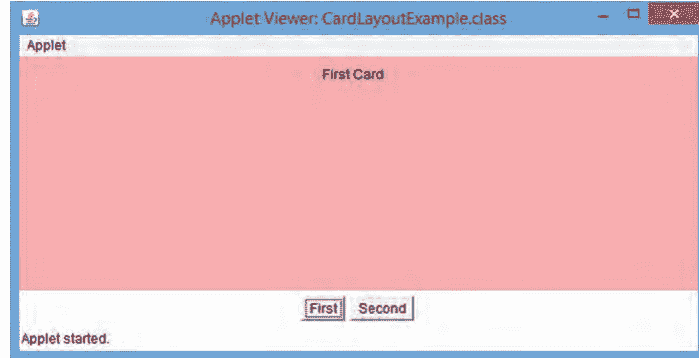 Applet Viewer: CardLayoutExample.class
Applet
First Card
First Second
Applet started.